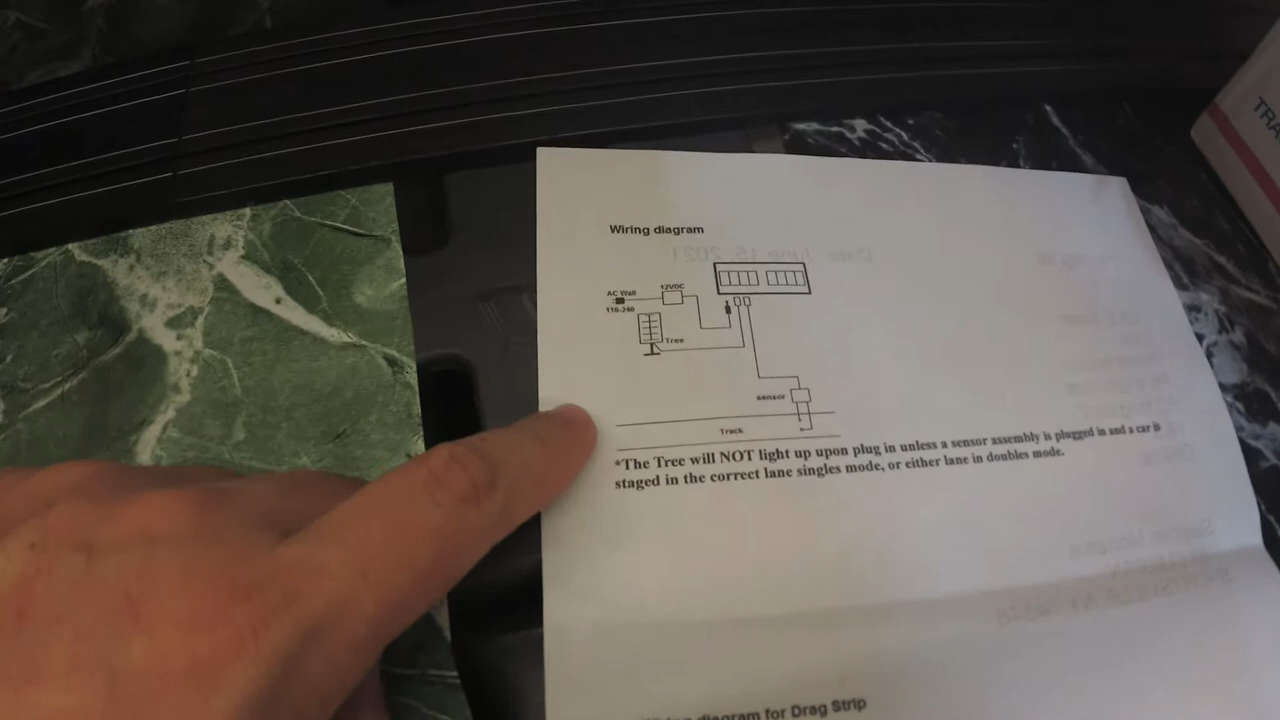 Wiring diagram
AC Wall
12VDC
110-240
Tree
sensor
Track
*The Tree will NOT light up upon plug in unless a sensor assembly is plugged in and a car is
staged in the correct lane singles mode, or either lane in doubles mode.
diagram for Drag Strip
TRA